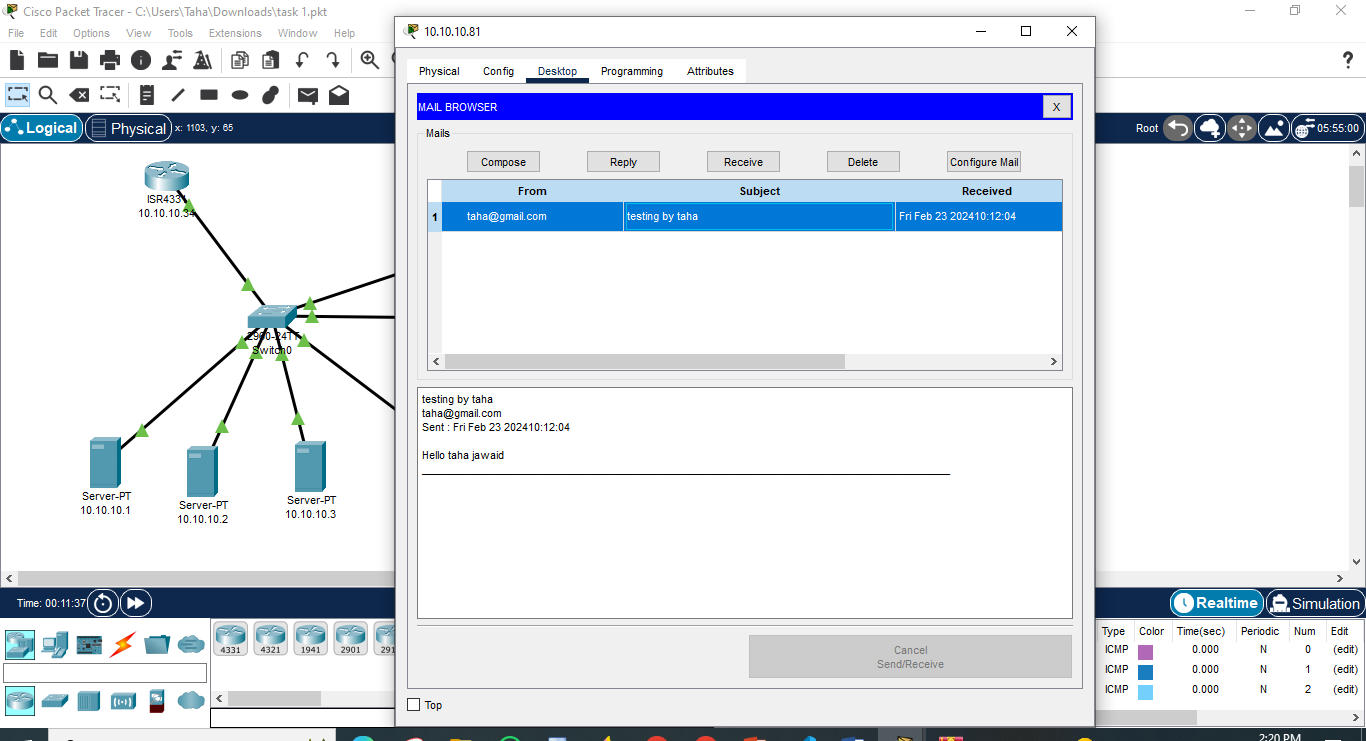 Cisco Packet Tracer - C:\Users\Taha\Downloads\task 1.pkt
File Edit Options View Tools Extensions Window Help
?
Logical Physical x: 1103, y: 65
Root 05:55:00
ISR4331
10.10.10.34
Switch0
Server-PT
10.10.10.1
Server-PT
10.10.10.2
Server-PT
10.10.10.3
10.10.10.81
Physical Config Desktop Programming Attributes
MAIL BROWSER X
Mails
Compose Reply Receive Delete Configure Mail
From Subject Received
1 taha@gmail.com testing by taha Fri Feb 23 202410:12:04
testing by taha
taha@gmail.com
Sent : Fri Feb 23 202410:12:04
Hello taha jawaid
Cancel
Send/Receive
Top
Time: 00:11:37
Realtime Simulation
4331 4321 1941 2901 291
Type Color Time(sec) Periodic Num Edit
ICMP 0.000 N 0 (edit)
ICMP 0.000 N 1 (edit)
ICMP 0.000 N 2 (edit)
2:20 PM